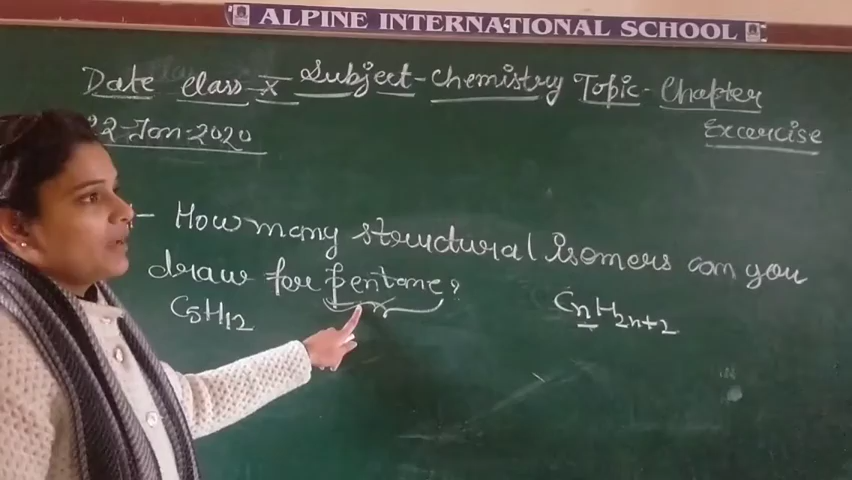 ALPINE INTERNATIONAL SCHOOL
Date Class-X Subject-Chemistry Topic-Chapter
22-Jan-2020 Excercise
- How many structural isomers can you
draw for pentane?
C5H12 CnH2n+2